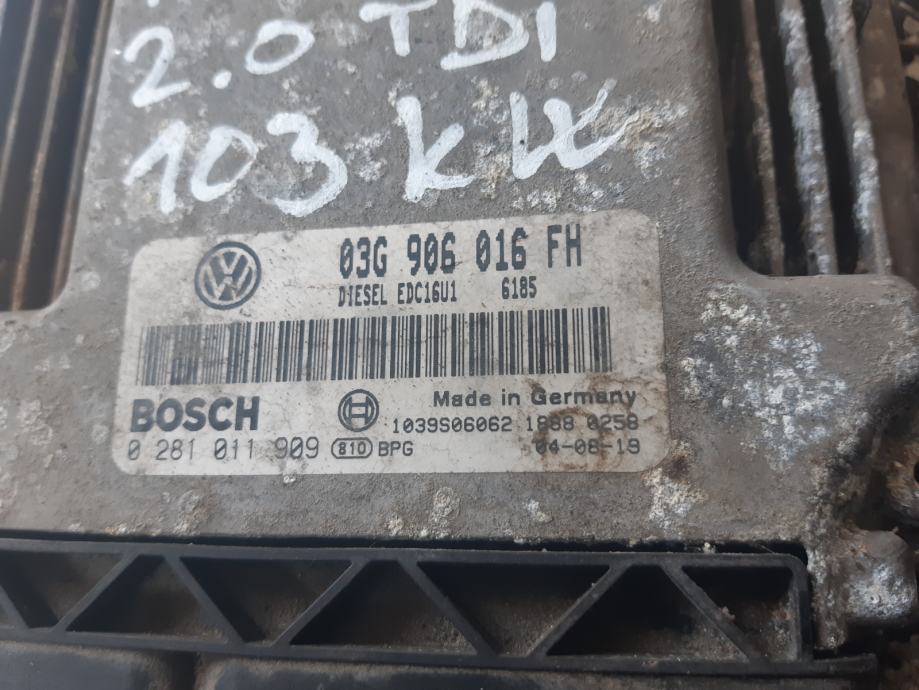 2.0 TDI
103 kW
03G 906 016 FH
DIESEL EDC16U1 6185
BOSCH
Made in Germany
1039S06062 1888 0258
0 281 011 909 810 BPG 04-08-19